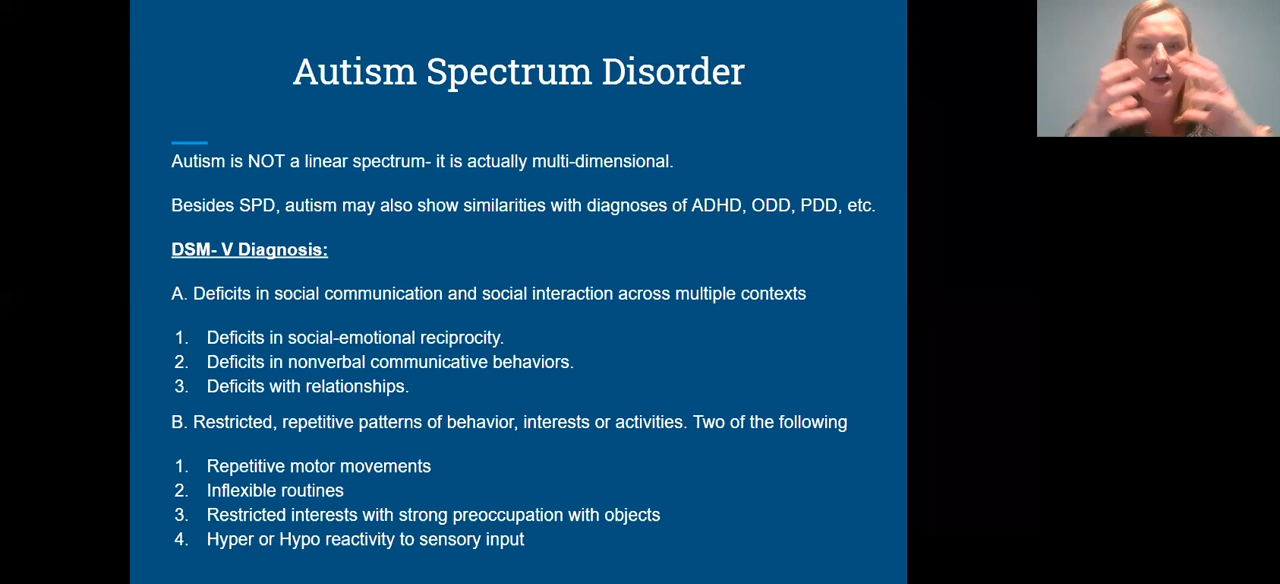 Autism Spectrum Disorder
Autism is NOT a linear spectrum- it is actually multi-dimensional.
Besides SPD, autism may also show similarities with diagnoses of ADHD, ODD, PDD, etc.
DSM- V Diagnosis:
A. Deficits in social communication and social interaction across multiple contexts
1. Deficits in social-emotional reciprocity.
2. Deficits in nonverbal communicative behaviors.
3. Deficits with relationships.
B. Restricted, repetitive patterns of behavior, interests or activities. Two of the following
1. Repetitive motor movements
2. Inflexible routines
3. Restricted interests with strong preoccupation with objects
4. Hyper or Hypo reactivity to sensory input